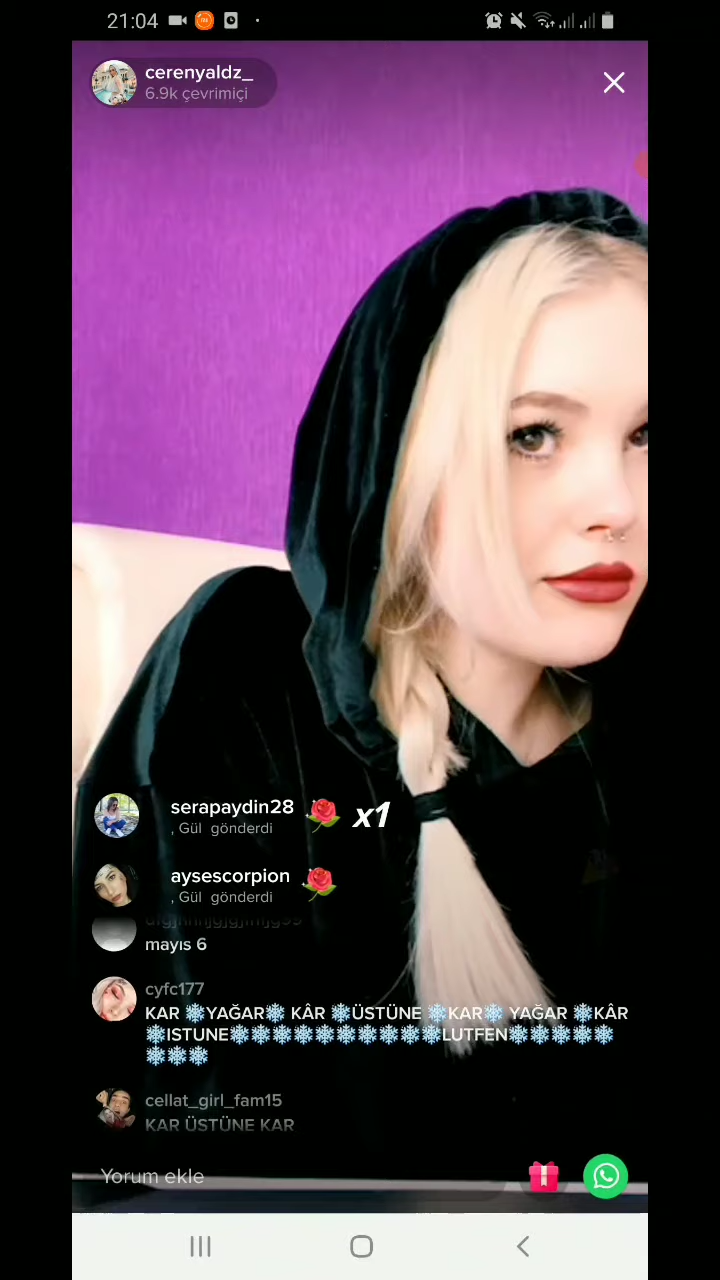 21:04
cerenyaldz_
6.9k çevrimiçi
serapaydin28
x1
, Gül gönderdi
aysescorpion
, Gül gönderdi
mayıs 6
cyfc177
KAR ❄YAĞAR❄ KÂR ❄ÜSTÜNE ❄KAR❄ YAĞAR ❄KÂR
❄ISTUNE❄❄❄❄❄❄❄❄❄❄LUTFEN❄❄❄❄❄
❄❄❄
cellat_girl_fam15
KAR ÜSTÜNE KAR
Yorum ekle